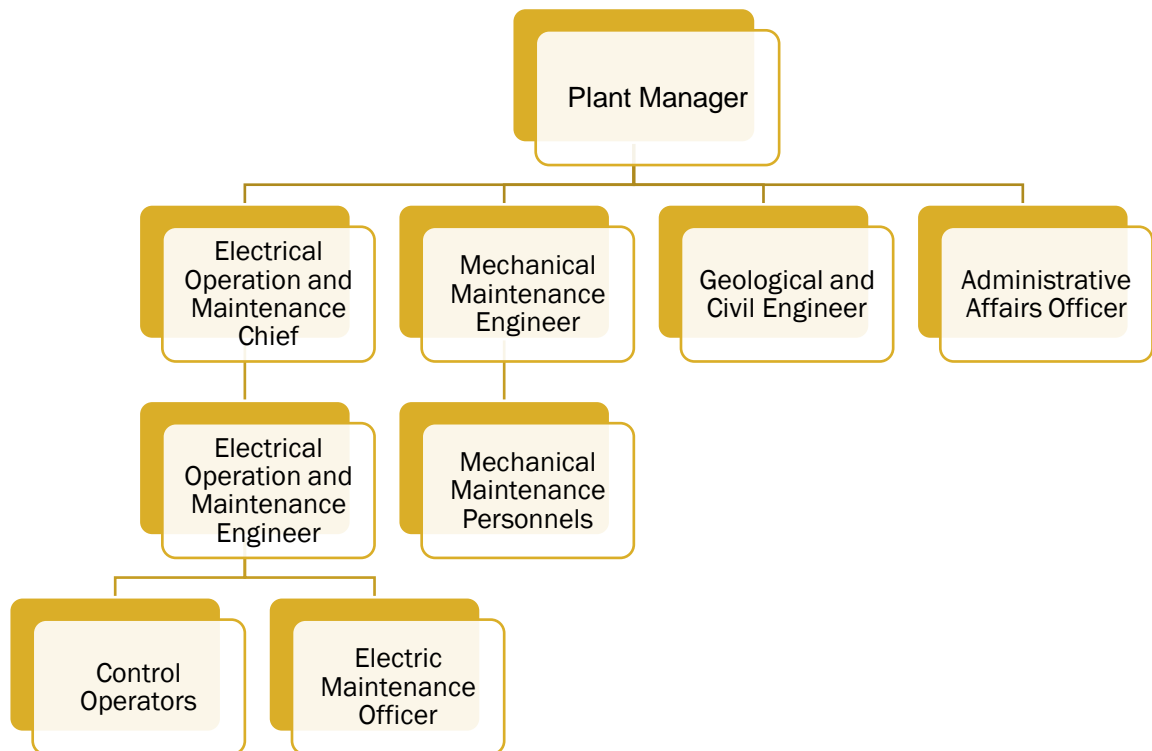 Plant Manager
Electrical
Operation and
Maintenance
Chief
Mechanical
Maintenance
Engineer
Geological and
Civil Engineer
Administrative
Affairs Officer
Electrical
Operation and
Maintenance
Engineer
Mechanical
Maintenance
Personnels
Control
Operators
Electric
Maintenance
Officer